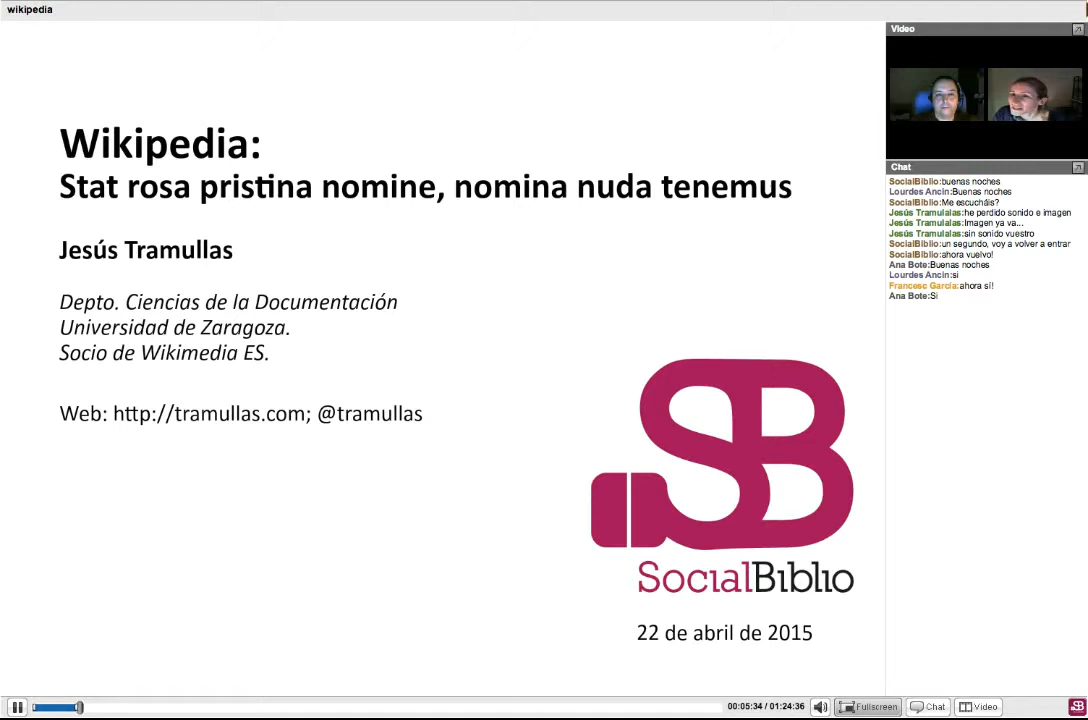 wikipedia
Wikipedia:
Stat rosa pristina nomine, nomina nuda tenemus
Jesús Tramullas
Depto. Ciencias de la Documentación
Universidad de Zaragoza.
Socio de Wikimedia ES.
Web: http://tramullas.com; @tramullas
SB
SocialBiblio
22 de abril de 2015
Video
Chat
SocialBiblio:buenas noches
Lourdes Ancin:Buenas noches
SocialBiblio:Me escucháis?
Jesús Tramulalas:he perdido sonido e imagen
Jesús Tramulalas:Imagen ya va...
Jesús Tramulalas:sin sonido vuestro
SocialBiblio:un segundo, voy a volver a entrar
SocialBiblio:ahora vuelvo!
Ana Bote:Buenas noches
Lourdes Ancin:si
Francesc García:ahora sí!
Ana Bote:Si
00:05:34 / 01:24:36
Fullscreen
Chat
Video
SB